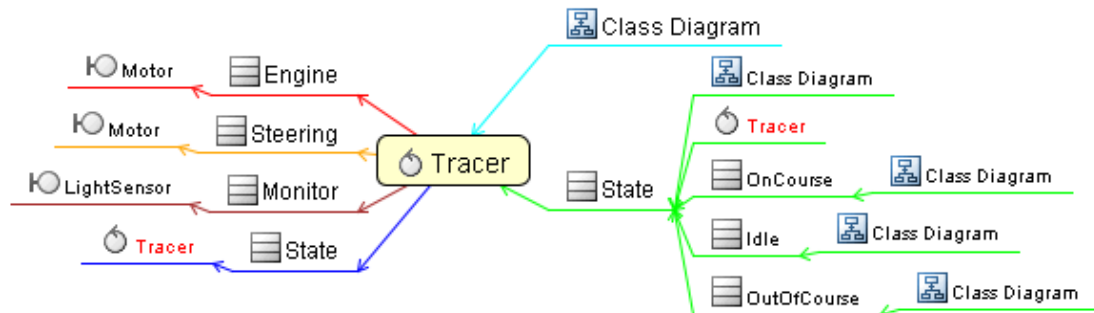 Class Diagram
Motor
Engine
Motor
Steering
LightSensor
Monitor
Tracer
State
Tracer
State
Class Diagram
Tracer
OnCourse
Class Diagram
Idle
Class Diagram
OutOfCourse
Class Diagram